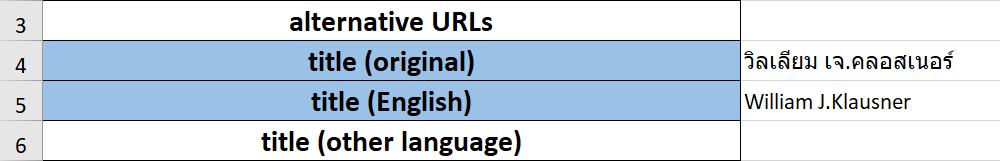 3 alternative URLs
4 title (original) วิลเลียม เจ.คลอสเนอร์
5 title (English) William J.Klausner
6 title (other language)